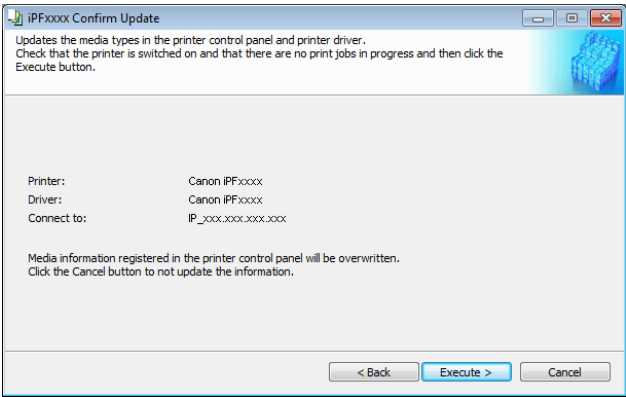 iPFxxxx Confirm Update
Updates the media types in the printer control panel and printer driver.
Check that the printer is switched on and that there are no print jobs in progress and then click the
Execute button.
Printer: Canon iPFxxxx
Driver: Canon iPFxxxx
Connect to: IP_xxx.xxx.xxx.xxx
Media information registered in the printer control panel will be overwritten.
Click the Cancel button to not update the information.
< Back Execute > Cancel